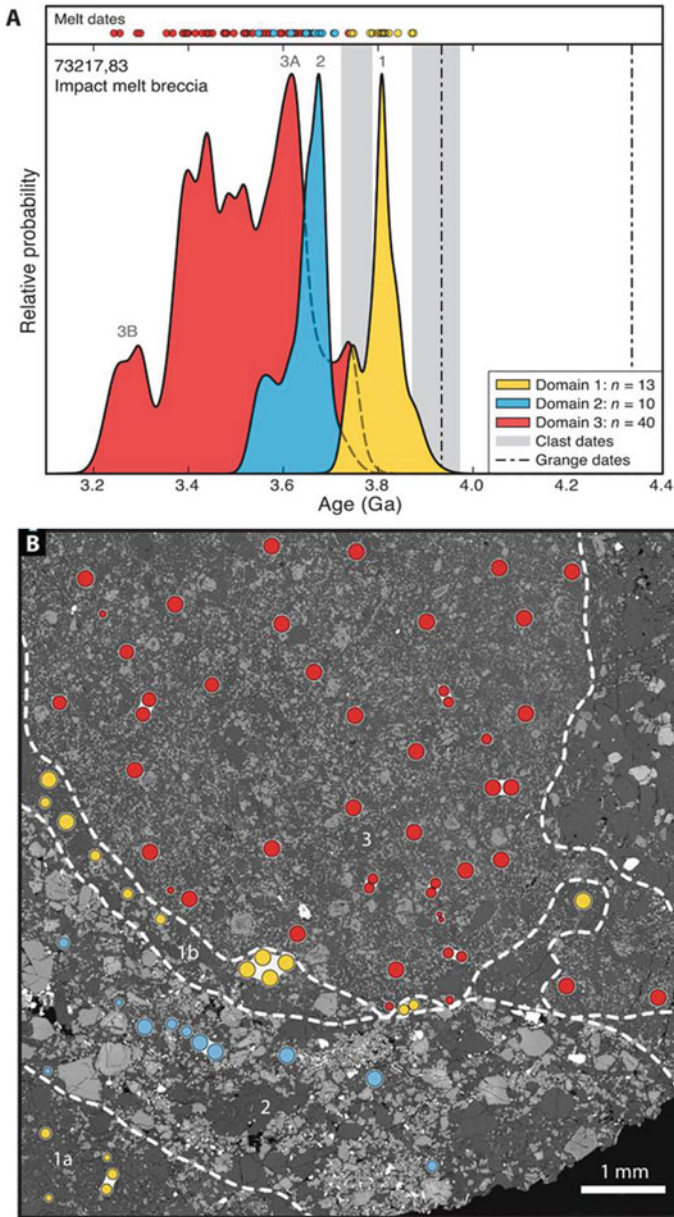 A
Melt dates
73217,83
Impact melt breccia
3A 2 1
3B
Relative probability
Domain 1: n = 13
Domain 2: n = 10
Domain 3: n = 40
Clast dates
Grange dates
3.2 3.4 3.6 3.8 4.0 4.2 4.4
Age (Ga)
B
3
1b
2
1a
1 mm